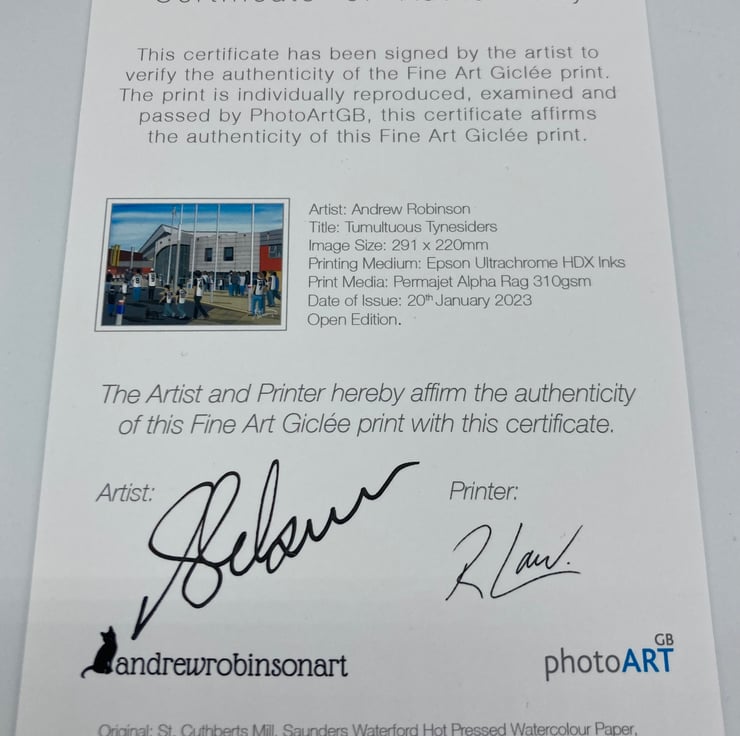 This certificate has been signed by the artist to
verify the authenticity of the Fine Art Giclée print.
The print is individually reproduced, examined and
passed by PhotoArtGB, this certificate affirms
the authenticity of this Fine Art Giclée print.
Artist: Andrew Robinson
Title: Tumultuous Tynesiders
Image Size: 291 x 220mm
Printing Medium: Epson Ultrachrome HDX Inks
Print Media: Permajet Alpha Rag 310gsm
Date of Issue: 20th January 2023
Open Edition.
The Artist and Printer hereby affirm the authenticity
of this Fine Art Giclée print with this certificate.
Artist:
Printer:
R Law.
andrewrobinsonart
photoARTGB
Original: St. Cuthberts Mill, Saunders Waterford Hot Pressed Watercolour Paper,